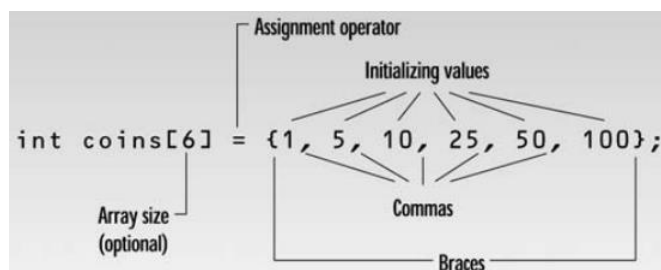 Assignment operator
Initializing values
int coins[6] = {1, 5, 10, 25, 50, 100};
Array size
(optional)
Commas
Braces